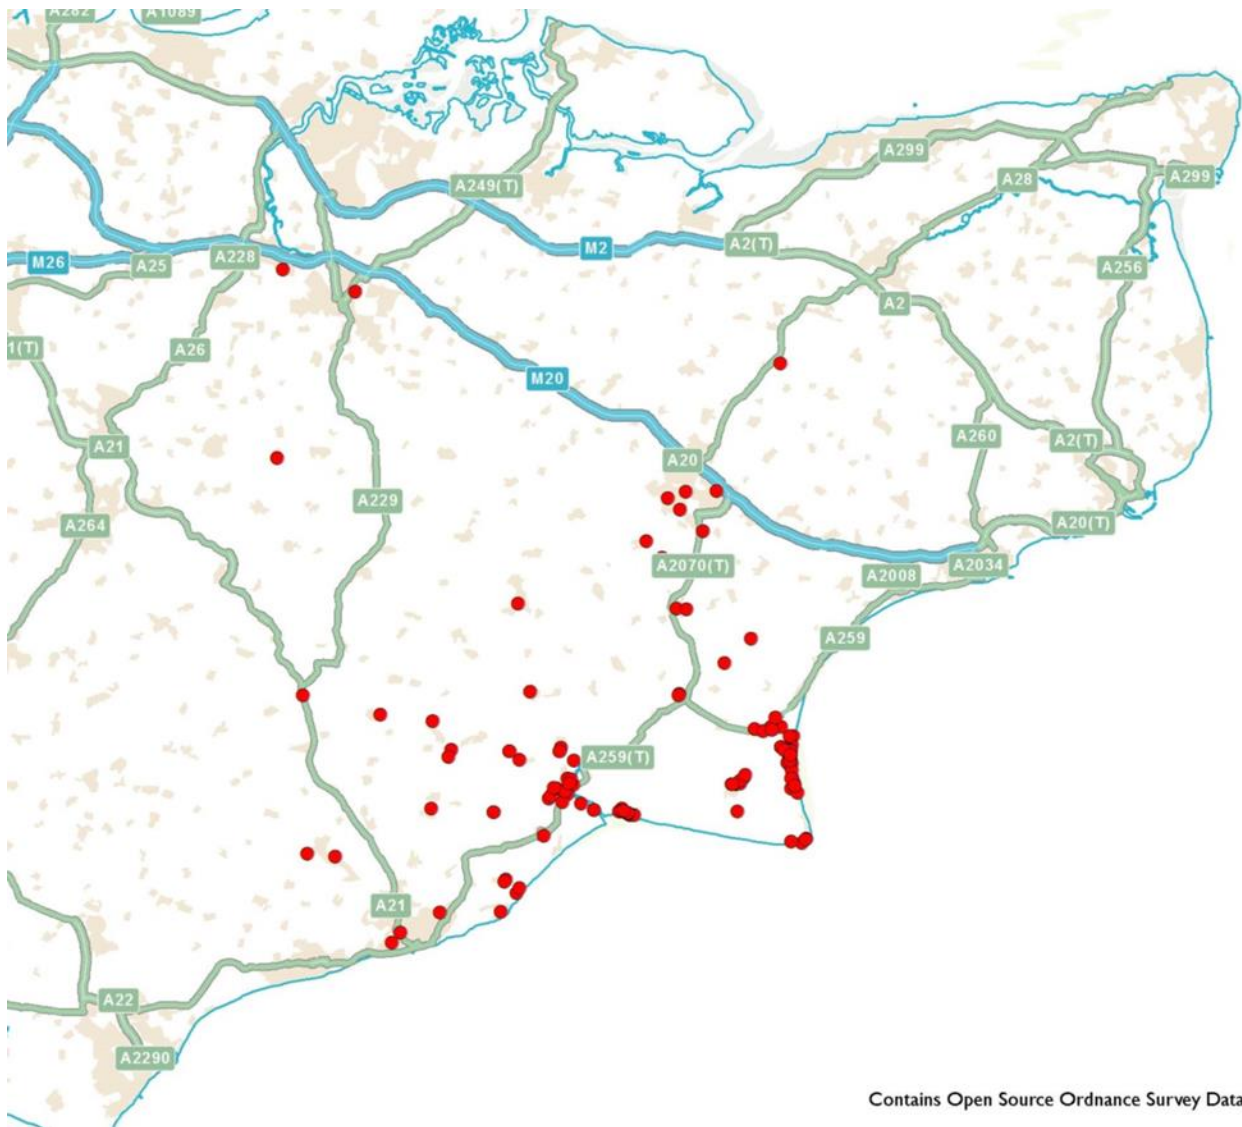 A282
A1089
A299
A249(T)
A28
A299
A2(T)
M2
A228
M26
A25
A256
A2
1(T)
A26
M20
A21
A260
A2(T)
A20
A229
A264
A20(T)
A2070(T)
A2034
A2008
A259
A259(T)
A21
A22
A2290
Contains Open Source Ordnance Survey Data